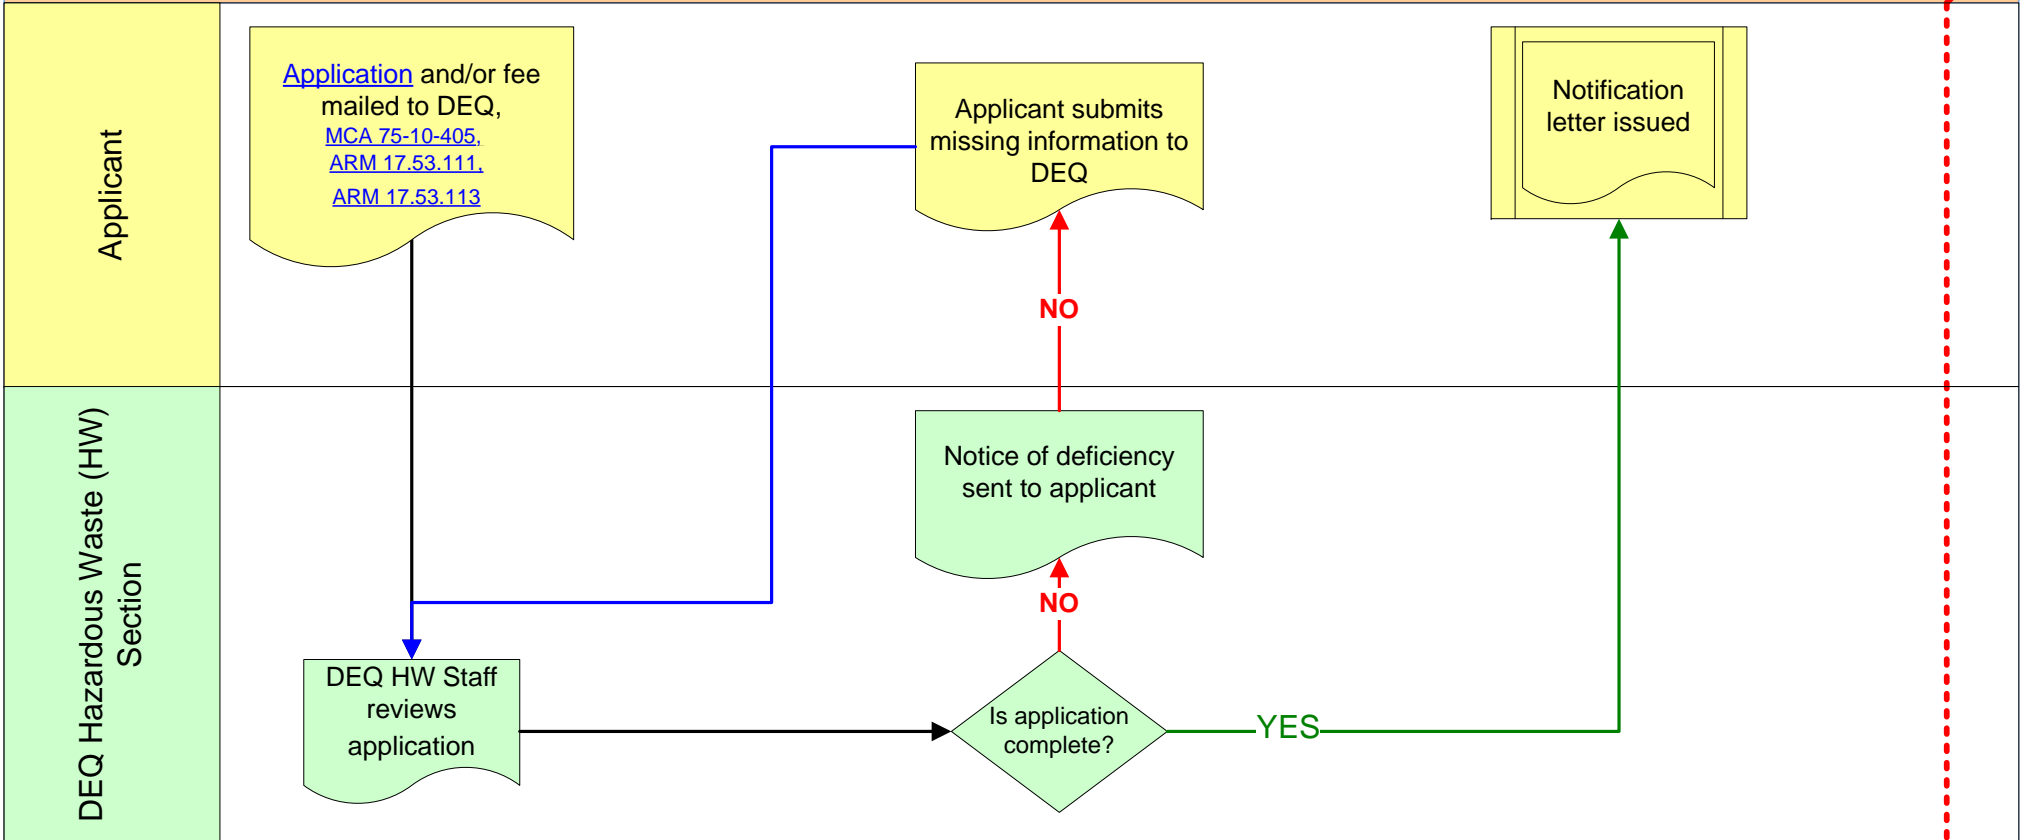 Applicant
Application and/or fee
mailed to DEQ,
MCA 75-10-405,
ARM 17.53.111,
ARM 17.53.113
Applicant submits
missing information to
DEQ
Notification
letter issued
NO
DEQ Hazardous Waste (HW)
Section
Notice of deficiency
sent to applicant
NO
DEQ HW Staff
reviews
application
Is application
complete?
YES